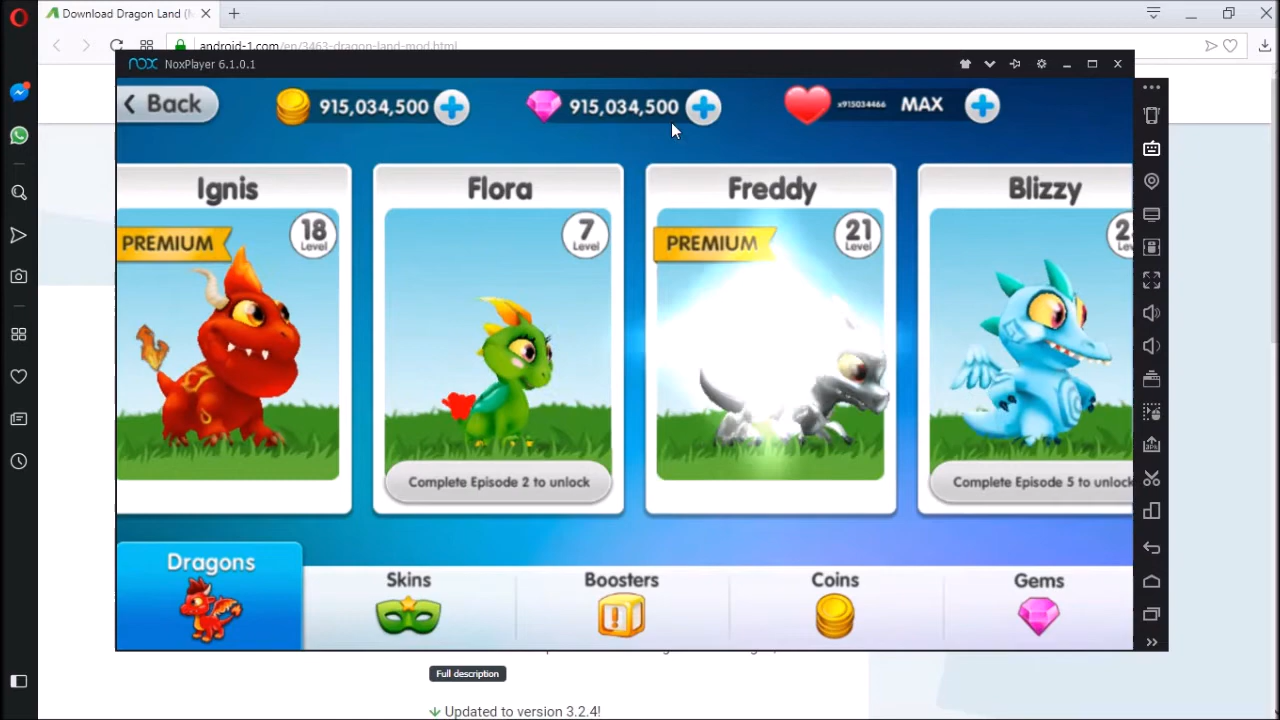 Download Dragon Land (
android-1.com/en/3463-dragon-land-mod.html
nox NoxPlayer 6.1.0.1
Back
915,034,500
915,034,500
x915034466 MAX
Ignis
PREMIUM
18
Level
Flora
7
Level
Complete Episode 2 to unlock
Freddy
PREMIUM
21
Level
Blizzy
Complete Episode 5 to unlock
Dragons
Skins
Boosters
Coins
Gems
Full description
Updated to version 3.2.4!